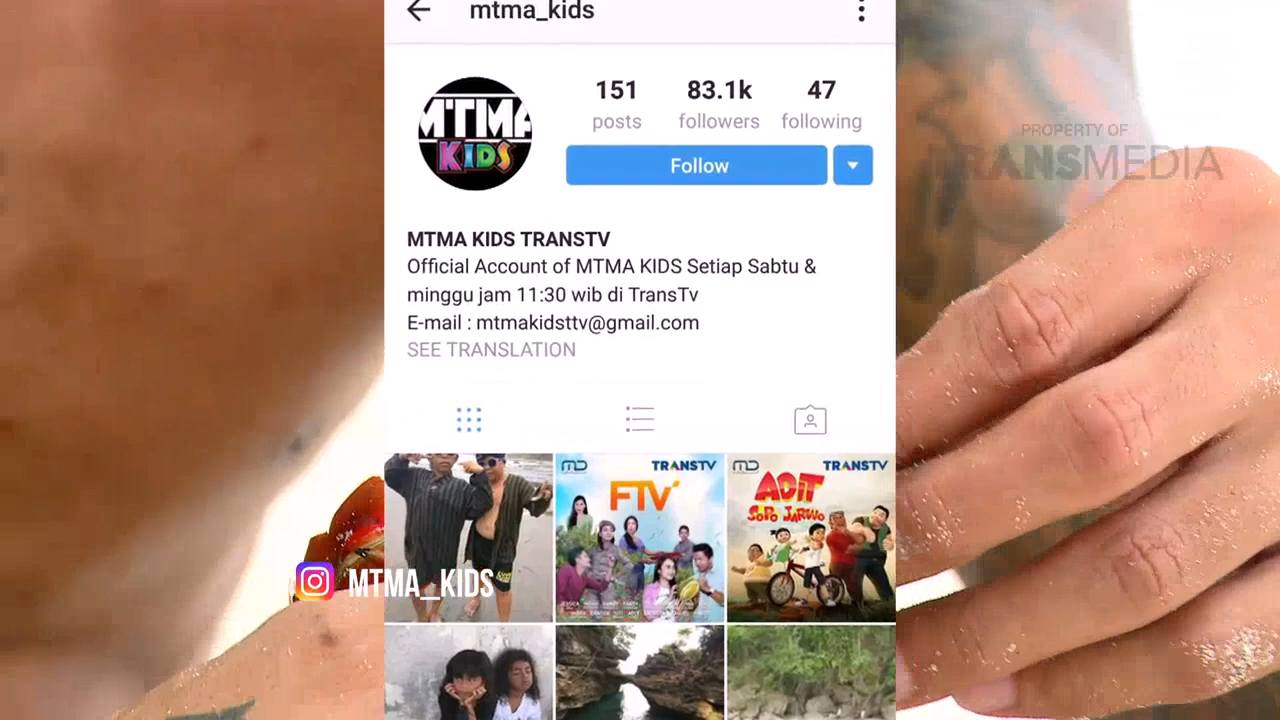 mtma_kids
151
83.1k
47
posts
followers
following
MTMA
KIDS
Follow
PROPERTY OF
TRANSMEDIA
MTMA KIDS TRANSTV
Official Account of MTMA KIDS Setiap Sabtu &
minggu jam 11:30 wib di TransTv
E-mail : mtmakidsttv@gmail.com
SEE TRANSLATION
MD
TRANSTV
FTV
MD
TRANSTV
ADIT
SOPO JARWO
MTMA_KIDS